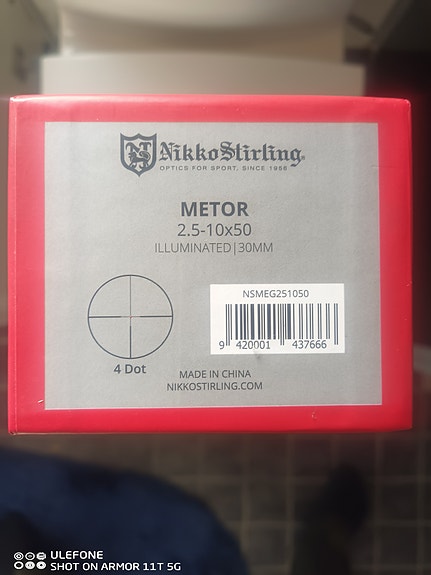 NikkoStirling®
OPTICS FOR SPORT, SINCE 1956
METOR
2.5-10x50
ILLUMINATED|30MM
NSMEG251050
9 420001 437666
4 Dot
MADE IN CHINA
NIKKOSTIRLING.COM
ULEFONE
SHOT ON ARMOR 11T 5G